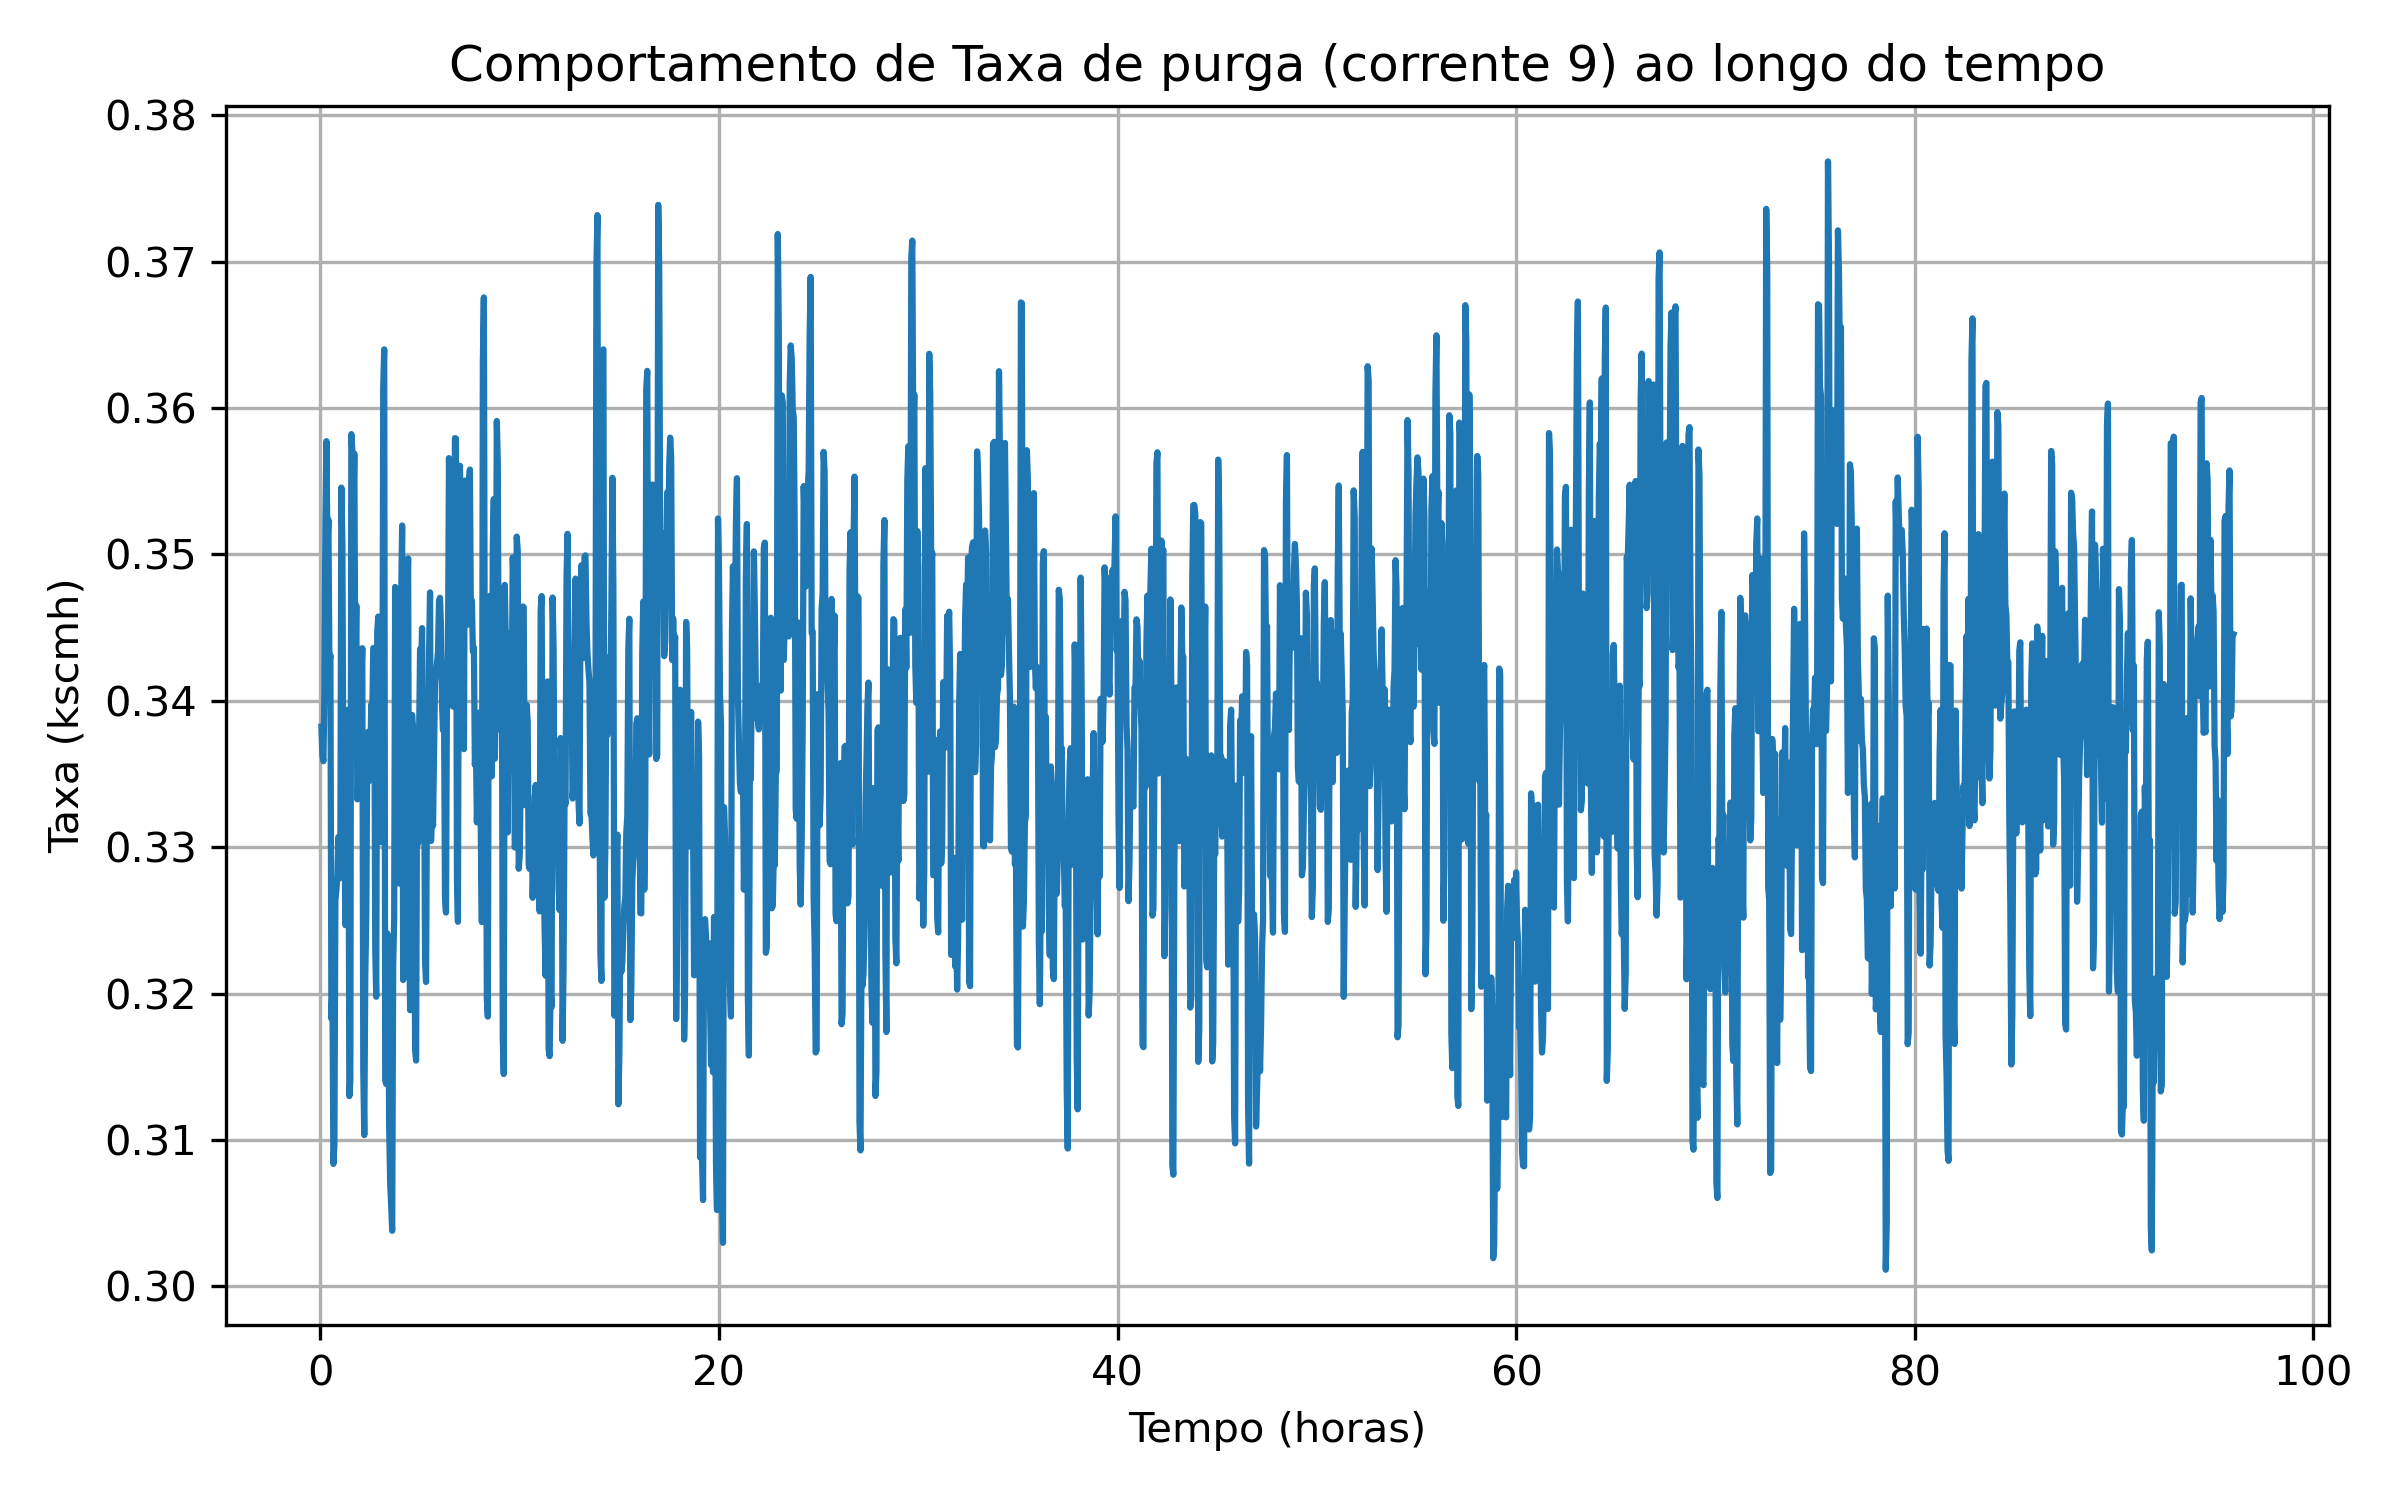 Comportamento de Taxa de purga (corrente 9) ao longo do tempo
0.38
0.37
0.36
0.35
0.34
0.33
0.32
0.31
0.30
Taxa (kscmh)
0 20 40 60 80 100
Tempo (horas)